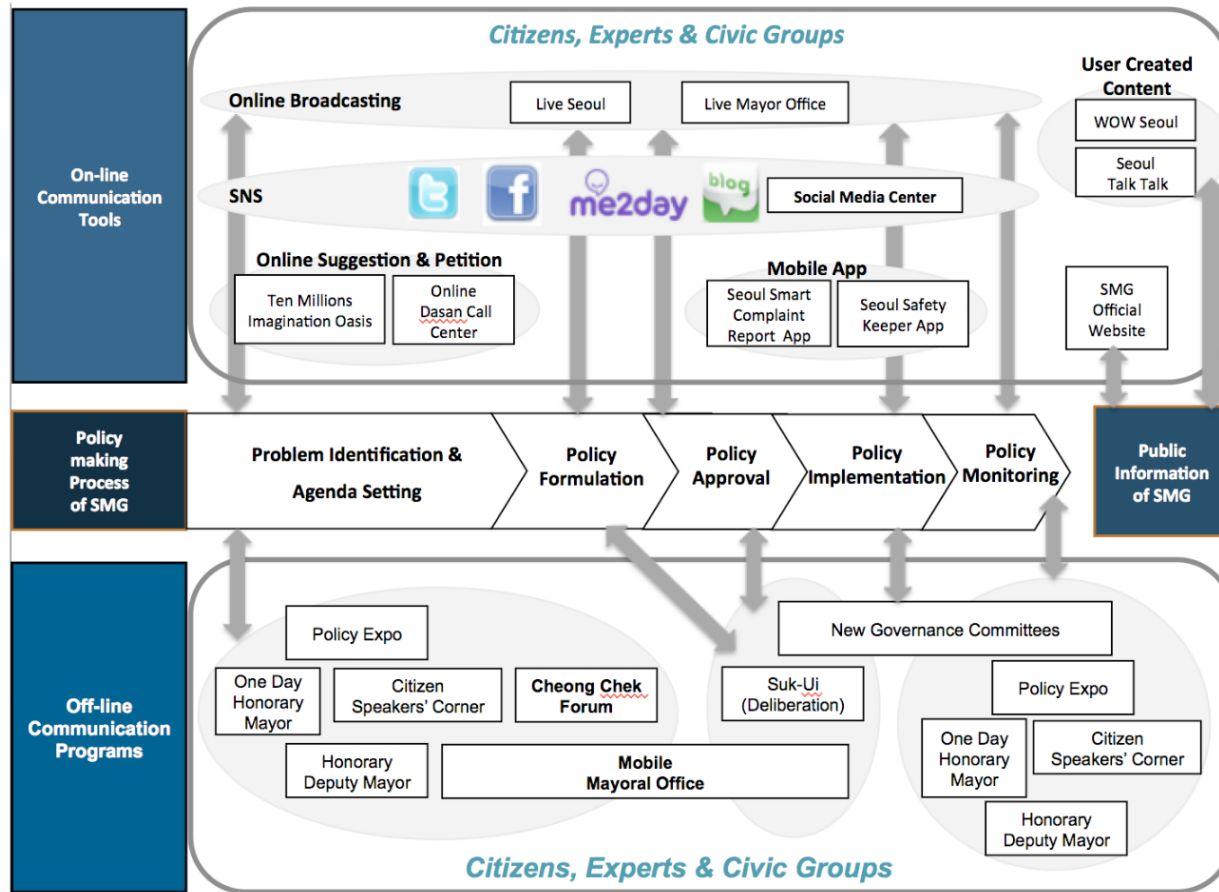 Citizens, Experts & Civic Groups
On-line
Communication
Tools
Online Broadcasting
Live Seoul
Live Mayor Office
User Created
Content
WOW Seoul
Seoul
Talk Talk
SNS
t
f
me2day
blog
Social Media Center
Online Suggestion & Petition
Ten Millions
Imagination Oasis
Online
Dasan Call
Center
Mobile App
Seoul Smart
Complaint
Report App
Seoul Safety
Keeper App
SMG
Official
Website
Policy
making
Process
of SMG
Problem Identification &
Agenda Setting
Policy
Formulation
Policy
Approval
Policy
Implementation
Policy
Monitoring
Public
Information
of SMG
Off-line
Communication
Programs
Policy Expo
One Day
Honorary
Mayor
Citizen
Speakers' Corner
Cheong Chek
Forum
Honorary
Deputy Mayor
Mobile
Mayoral Office
Suk-Ui
(Deliberation)
New Governance Committees
Policy Expo
One Day
Honorary
Mayor
Citizen
Speakers' Corner
Honorary
Deputy Mayor
Citizens, Experts & Civic Groups